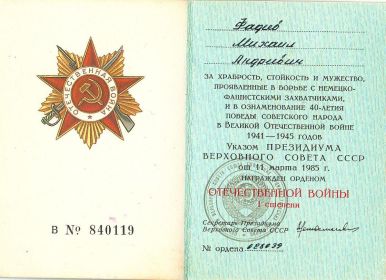 ОТЕЧЕСТВЕННАЯ ВОЙНА
В № 840119
Фадив
Михаил
Андриевич
ЗА ХРАБРОСТЬ, СТОЙКОСТЬ И МУЖЕСТВО,
ПРОЯВЛЕННЫЕ В БОРЬБЕ С НЕМЕЦКО-
ФАШИСТСКИМИ ЗАХВАТЧИКАМИ,
И В ОЗНАМЕНОВАНИЕ 40-ЛЕТИЯ
ПОБЕДЫ СОВЕТСКОГО НАРОДА
В ВЕЛИКОЙ ОТЕЧЕСТВЕННОЙ ВОЙНЕ
1941—1945 ГОДОВ
УКАЗОМ ПРЕЗИДИУМА
ВЕРХОВНОГО СОВЕТА СССР
от 11 марта 1985 г.
НАГРАЖДЕН ОРДЕНОМ
ОТЕЧЕСТВЕННОЙ ВОЙНЫ
I степени
Секретарь Президиума
Верховного Совета СССР
№ ордена